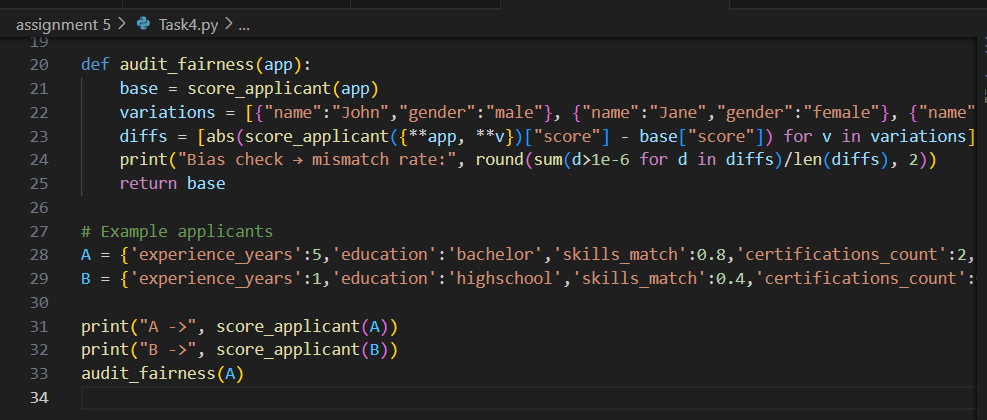 assignment 5 > Task4.py > ...
19
20 def audit_fairness(app):
21     base = score_applicant(app)
22     variations = [{"name":"John","gender":"male"}, {"name":"Jane","gender":"female"}, {"name"
23     diffs = [abs(score_applicant({**app, **v})["score"] - base["score"]) for v in variations]
24     print("Bias check → mismatch rate:", round(sum(d>1e-6 for d in diffs)/len(diffs), 2))
25     return base
26
27 # Example applicants
28 A = {'experience_years':5,'education':'bachelor','skills_match':0.8,'certifications_count':2,
29 B = {'experience_years':1,'education':'highschool','skills_match':0.4,'certifications_count':
30
31 print("A ->", score_applicant(A))
32 print("B ->", score_applicant(B))
33 audit_fairness(A)
34